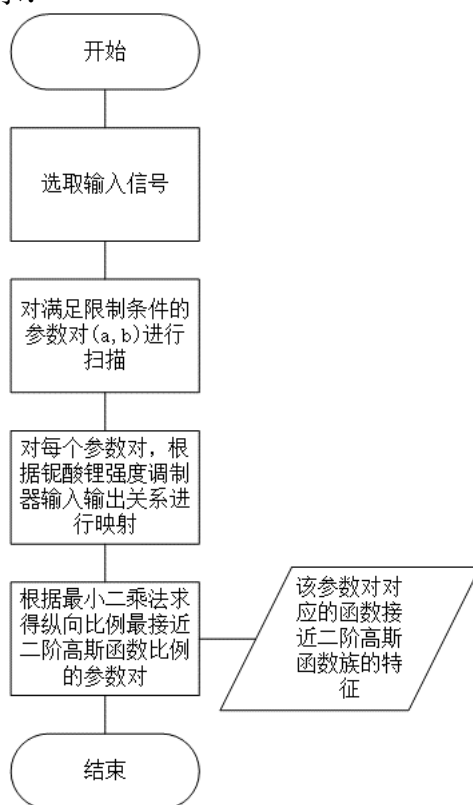 开始
选取输入信号
对满足限制条件的
参数对(a,b)进行
扫描
对每个参数对，根
据铌酸锂强度调制
器输入输出关系进
行映射
根据最小二乘法求
得纵向比例最接近
二阶高斯函数比例
的参数对
该参数对对
应的函数接
近二阶高斯
函数族的特
征
结束